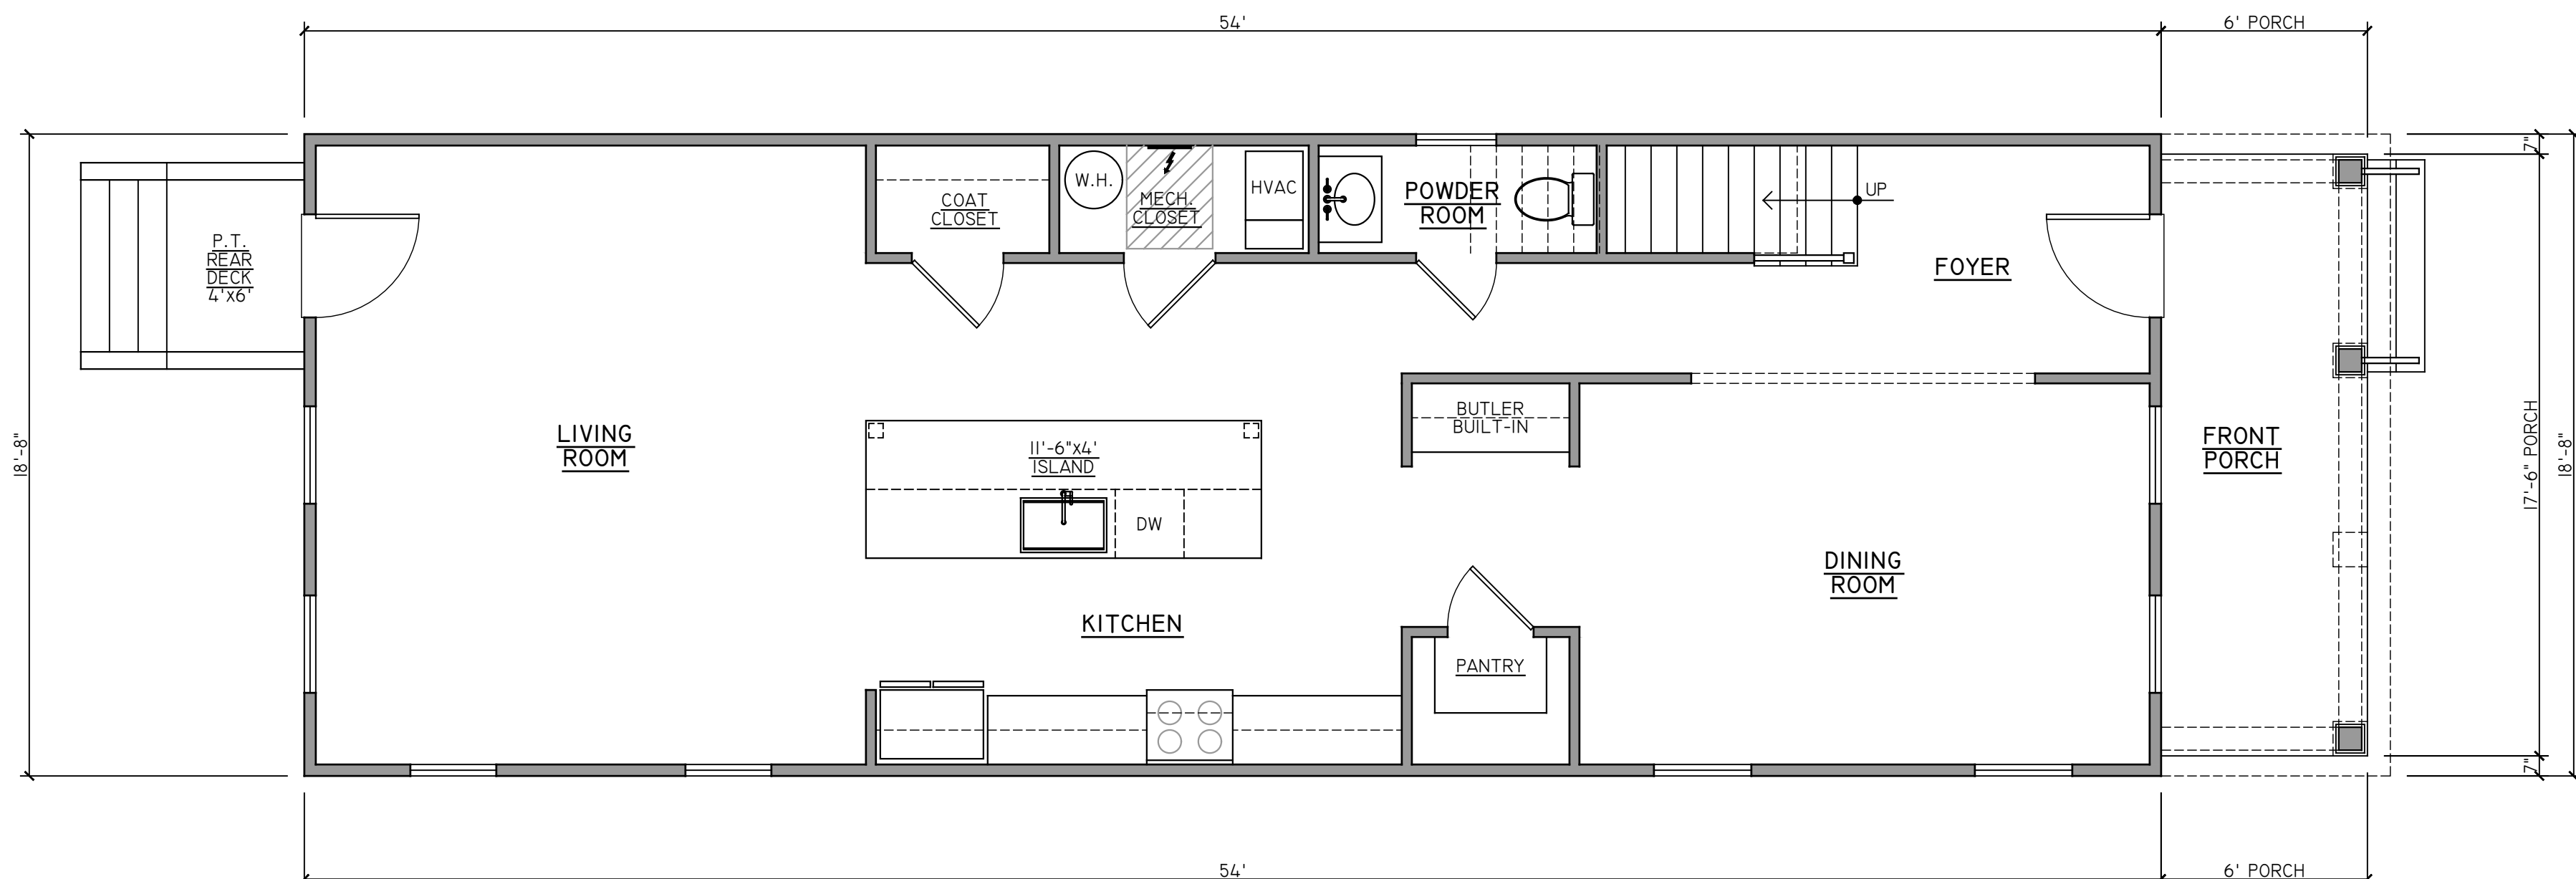 54'
6' PORCH
7"
W.H.
MECH.
CLOSET
HVAC
POWDER
ROOM
UP
COAT
CLOSET
P.T.
REAR
DECK
4'x6'
FOYER
18'-8"
LIVING
ROOM
11'-6"x4'
ISLAND
DW
BUTLER
BUILT-IN
FRONT
PORCH
17'-6" PORCH
18'-8"
DINING
ROOM
KITCHEN
PANTRY
7"
54'
6' PORCH